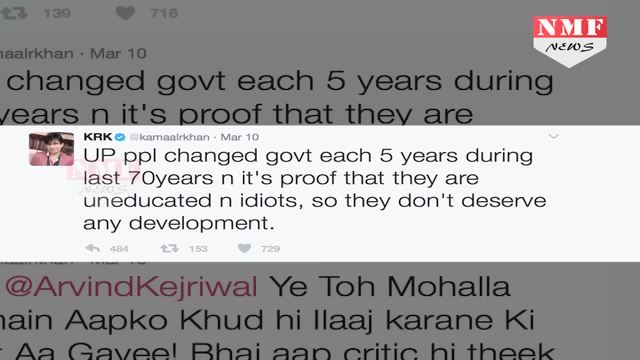 139 716
NMF
NEWS
amaalrkhan · Mar 10
changed govt each 5 years during
years n it's proof that they are
KRK @kamaalrkhan · Mar 10
UP ppl changed govt each 5 years during
last 70years n it's proof that they are
uneducated n idiots, so they don't deserve
any development.
484 153 729
@ArvindKejriwal Ye Toh Mohalla
Aapko Khud hi Ilaaj karane Ki
Aa Gayee! Bhai aap critic hi theek